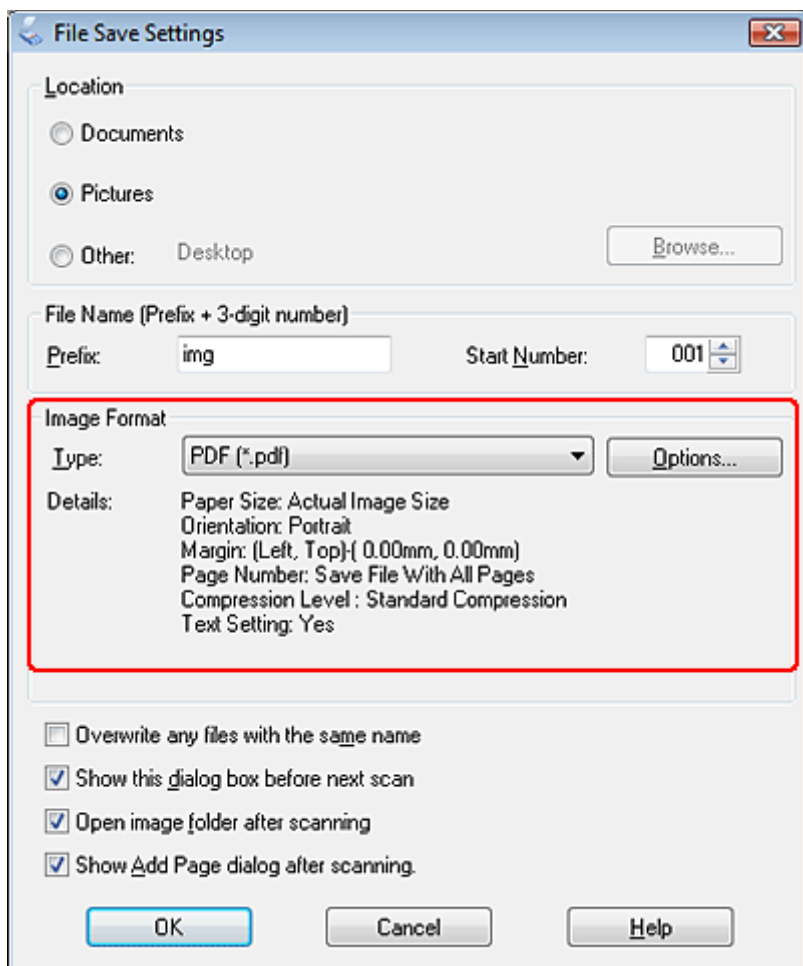 File Save Settings
Location
Documents
Pictures
Other: Desktop Browse...
File Name (Prefix + 3-digit number)
Prefix: img Start Number: 001
Image Format
Type: PDF (*.pdf) Options...
Details: Paper Size: Actual Image Size
Orientation: Portrait
Margin: (Left, Top)-( 0.00mm, 0.00mm)
Page Number: Save File With All Pages
Compression Level : Standard Compression
Text Setting: Yes
Overwrite any files with the same name
Show this dialog box before next scan
Open image folder after scanning
Show Add Page dialog after scanning.
OK Cancel Help